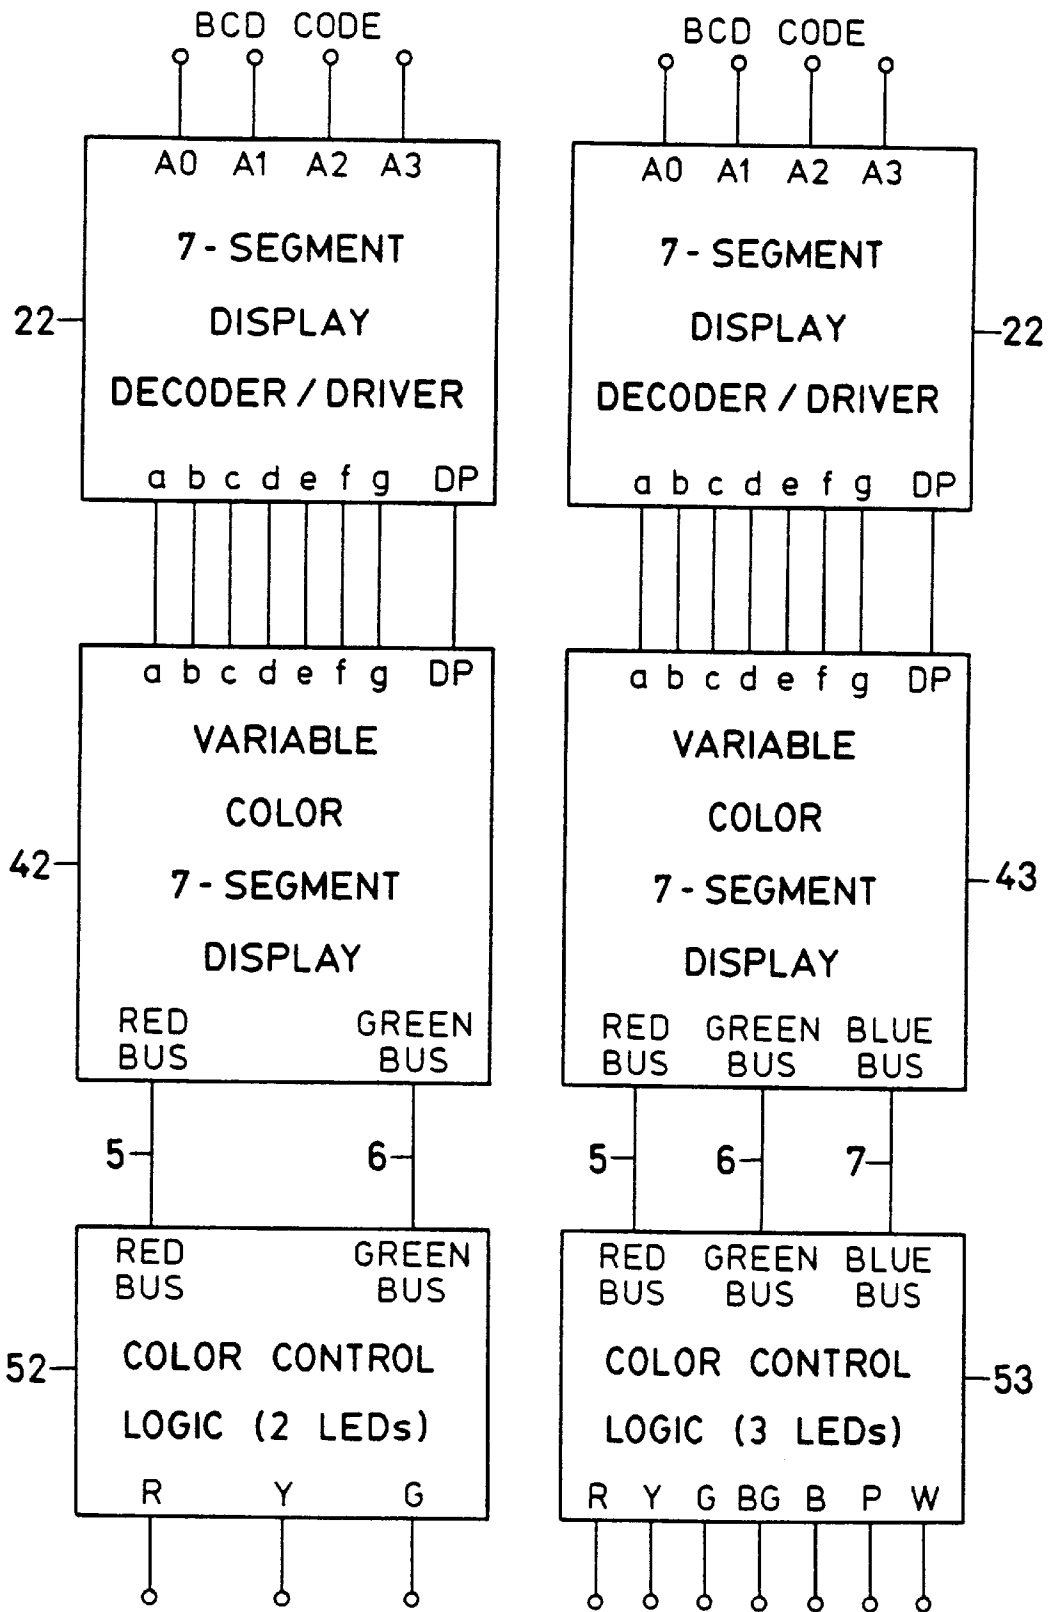 BCD CODE
A0 A1 A2 A3
7-SEGMENT
DISPLAY
DECODER / DRIVER
22
a b c d e f g DP
a b c d e f g DP
VARIABLE
COLOR
7-SEGMENT
DISPLAY
42
RED BUS
GREEN BUS
5
6
RED BUS
GREEN BUS
COLOR CONTROL
LOGIC (2 LEDs)
52
R Y G
BCD CODE
A0 A1 A2 A3
7-SEGMENT
DISPLAY
DECODER / DRIVER
22
a b c d e f g DP
a b c d e f g DP
VARIABLE
COLOR
7-SEGMENT
DISPLAY
43
RED BUS
GREEN BUS
BLUE BUS
5
6
7
RED BUS
GREEN BUS
BLUE BUS
COLOR CONTROL
LOGIC (3 LEDs)
53
R Y G BG B P W